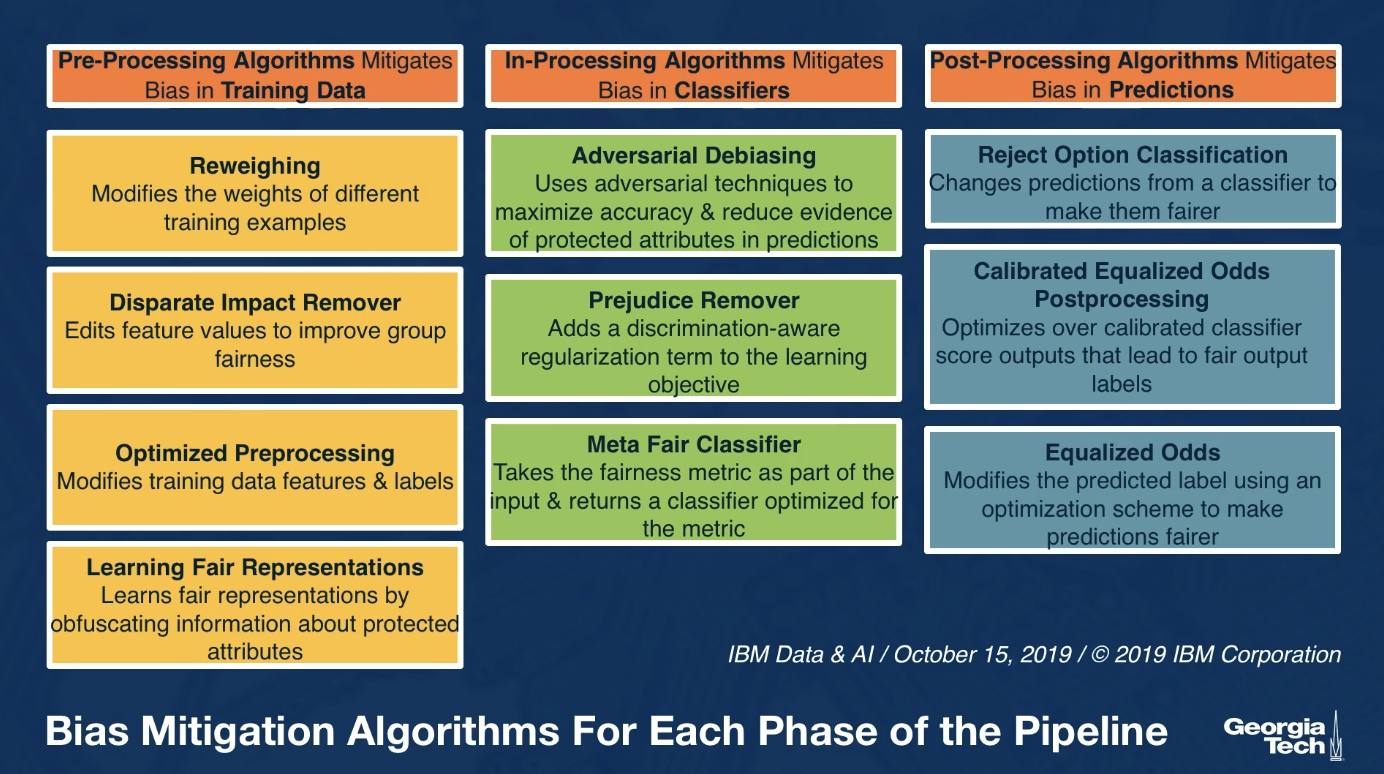 Pre-Processing Algorithms Mitigates
Bias in Training Data
Reweighing
Modifies the weights of different
training examples
Disparate Impact Remover
Edits feature values to improve group
fairness
Optimized Preprocessing
Modifies training data features & labels
Learning Fair Representations
Learns fair representations by
obfuscating information about protected
attributes
In-Processing Algorithms Mitigates
Bias in Classifiers
Adversarial Debiasing
Uses adversarial techniques to
maximize accuracy & reduce evidence
of protected attributes in predictions
Prejudice Remover
Adds a discrimination-aware
regularization term to the learning
objective
Meta Fair Classifier
Takes the fairness metric as part of the
input & returns a classifier optimized for
the metric
Post-Processing Algorithms Mitigates
Bias in Predictions
Reject Option Classification
Changes predictions from a classifier to
make them fairer
Calibrated Equalized Odds
Postprocessing
Optimizes over calibrated classifier
score outputs that lead to fair output
labels
Equalized Odds
Modifies the predicted label using an
optimization scheme to make
predictions fairer
IBM Data & AI / October 15, 2019 / © 2019 IBM Corporation
Bias Mitigation Algorithms For Each Phase of the Pipeline
Georgia
Tech